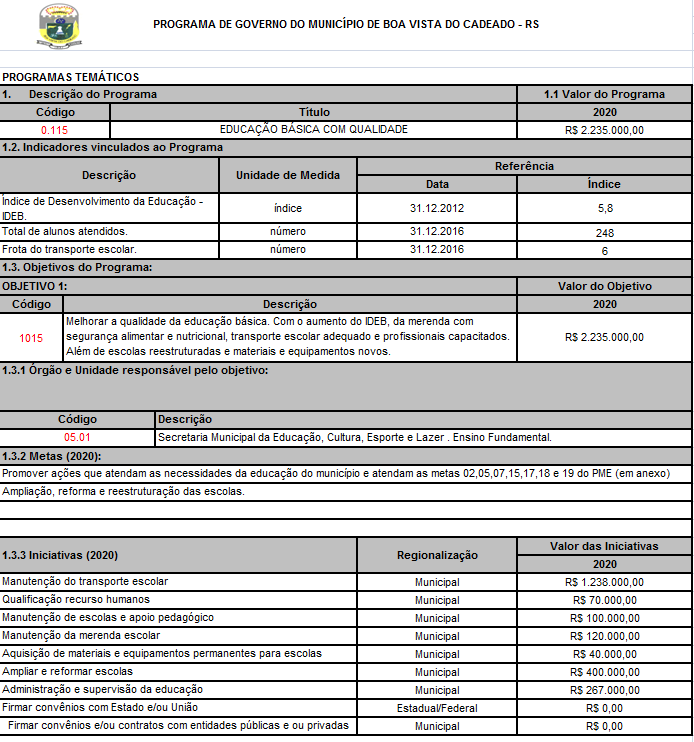 PROGRAMA DE GOVERNO DO MUNICÍPIO DE BOA VISTA DO CADEADO - RS
PROGRAMAS TEMÁTICOS
1. Descrição do Programa 1.1 Valor do Programa
Código Título 2020
0.115 EDUCAÇÃO BÁSICA COM QUALIDADE R$ 2.235.000,00
1.2. Indicadores vinculados ao Programa
Descrição Unidade de Medida Referência
Data Índice
Índice de Desenvolvimento da Educação -
IDEB. índice 31.12.2012 5,8
Total de alunos atendidos. número 31.12.2016 248
Frota do transporte escolar. número 31.12.2016 6
1.3. Objetivos do Programa:
OBJETIVO 1: Valor do Objetivo
Código Descrição 2020
1015 Melhorar a qualidade da educação básica. Com o aumento do IDEB, da merenda com
segurança alimentar e nutricional, transporte escolar adequado e profissionais capacitados. R$ 2.235.000,00
Além de escolas reestruturadas e materiais e equipamentos novos.
1.3.1 Órgão e Unidade responsável pelo objetivo:
Código Descrição
05.01 Secretaria Municipal da Educação, Cultura, Esporte e Lazer . Ensino Fundamental.
1.3.2 Metas (2020):
Promover ações que atendam as necessidades da educação do município e atendam as metas 02,05,07,15,17,18 e 19 do PME (em anexo)
Ampliação, reforma e reestruturação das escolas.
1.3.3 Iniciativas (2020) Regionalização Valor das Iniciativas
2020
Manutenção do transporte escolar Municipal R$ 1.238.000,00
Qualificação recurso humanos Municipal R$ 70.000,00
Manutenção de escolas e apoio pedagógico Municipal R$ 100.000,00
Manutenção da merenda escolar Municipal R$ 120.000,00
Aquisição de materiais e equipamentos permanentes para escolas Municipal R$ 40.000,00
Ampliar e reformar escolas Municipal R$ 400.000,00
Administração e supervisão da educação Municipal R$ 267.000,00
Firmar convênios com Estado e/ou União Estadual/Federal R$ 0,00
Firmar convênios e/ou contratos com entidades públicas e ou privadas Municipal R$ 0,00